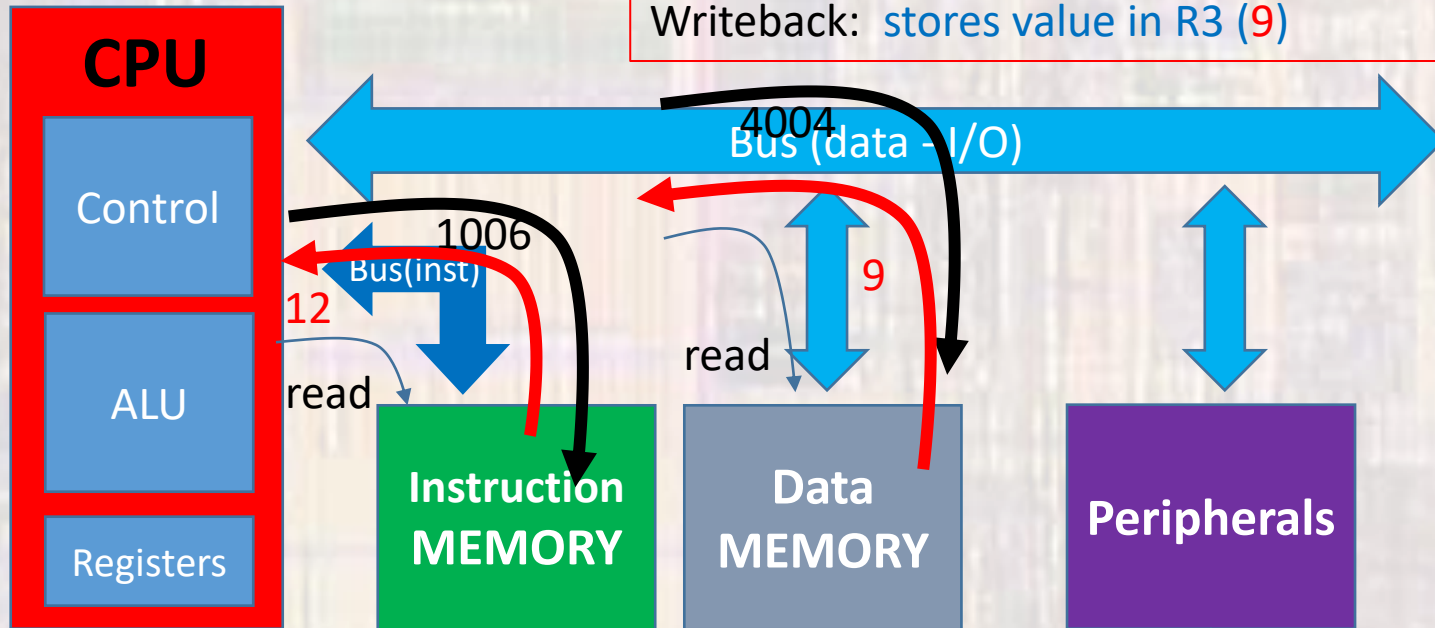 Writeback: stores value in R3 (9)
CPU
Control
ALU
Registers
4004
Bus (data - I/O)
1006
Bus(inst)
12
read
9
read
Instruction
MEMORY
Data
MEMORY
Peripherals